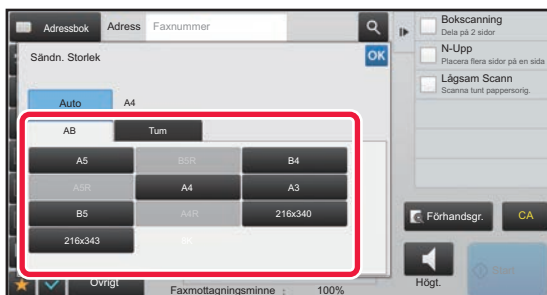 Adressbok Adress Faxnummer
Sändn. Storlek OK
Auto A4
AB Tum
A5 B5R B4
A5R A4 A3
B5 A4R 216x340
216x343 8K
Övrigt Faxmottagningsminne : 100%
Bokscanning
Dela på 2 sidor
N-Upp
Placera flera sidor på en sida
Lågsam Scann
Scanna tunt pappersorig.
Förhandsgr. CA
Högt. Start